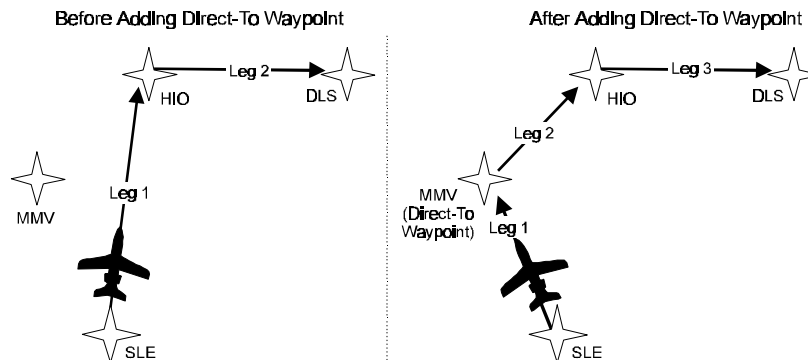 Before Adding Direct-To Waypoint
HIO
Leg 2
DLS
MMV
Leg 1
SLE
After Adding Direct-To Waypoint
HIO
Leg 3
DLS
Leg 2
MMV
(Direct-To
Waypoint)
Leg 1
SLE